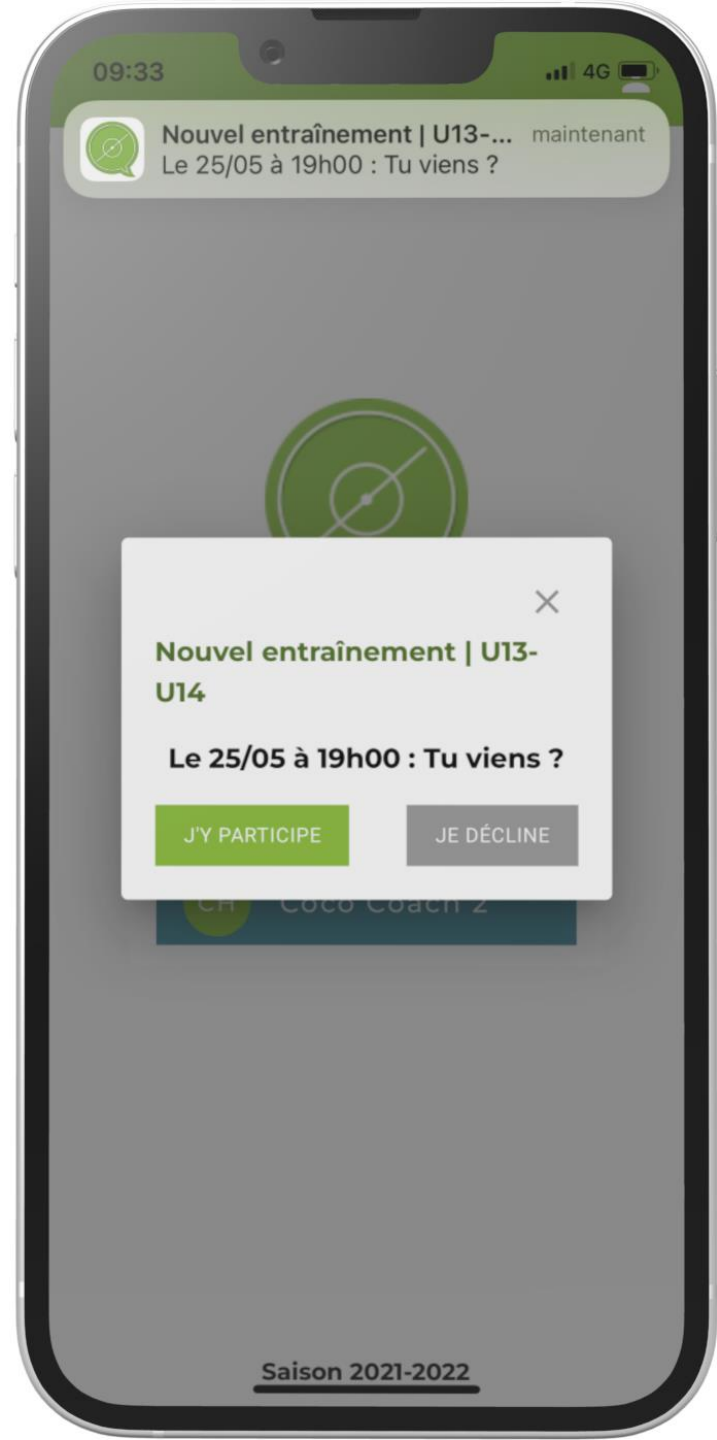 09:33
4G
Nouvel entraînement | U13-... maintenant
Le 25/05 à 19h00 : Tu viens ?
Nouvel entraînement | U13-
U14
Le 25/05 à 19h00 : Tu viens ?
J'Y PARTICIPE JE DÉCLINE
CH Coco Coach 2
Saison 2021-2022